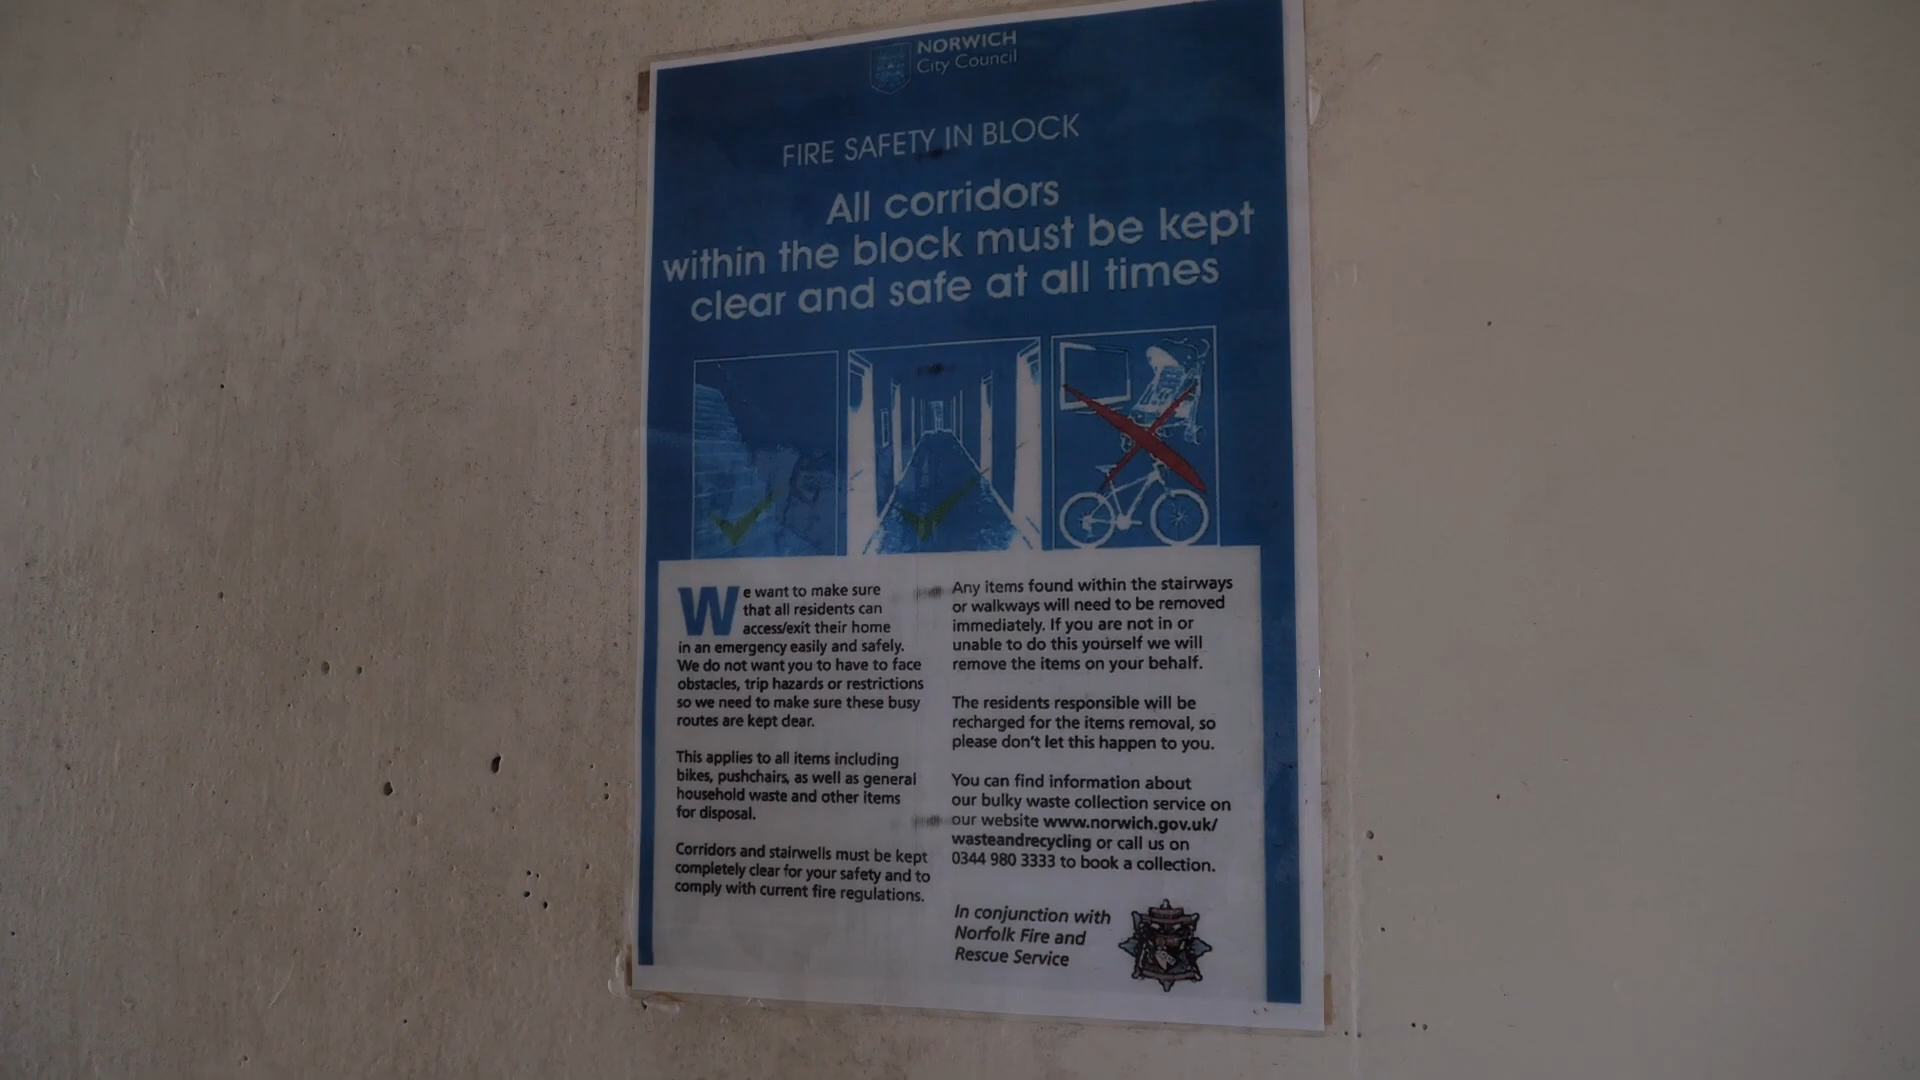 NORWICH
City Council
FIRE SAFETY IN BLOCK
All corridors
within the block must be kept
clear and safe at all times
We want to make sure
that all residents can
access/exit their home
in an emergency easily and safely.
We do not want you to have to face
obstacles, trip hazards or restrictions
so we need to make sure these busy
routes are kept clear.
This applies to all items including
bikes, pushchairs, as well as general
household waste and other items
for disposal.
Corridors and stairwells must be kept
completely clear for your safety and to
comply with current fire regulations.
Any items found within the stairways
or walkways will need to be removed
immediately. If you are not in or
unable to do this yourself we will
remove the items on your behalf.
The residents responsible will be
recharged for the items removal, so
please don't let this happen to you.
You can find information about
our bulky waste collection service on
our website www.norwich.gov.uk/
wasteandrecycling or call us on
0344 980 3333 to book a collection.
In conjunction with
Norfolk Fire and
Rescue Service